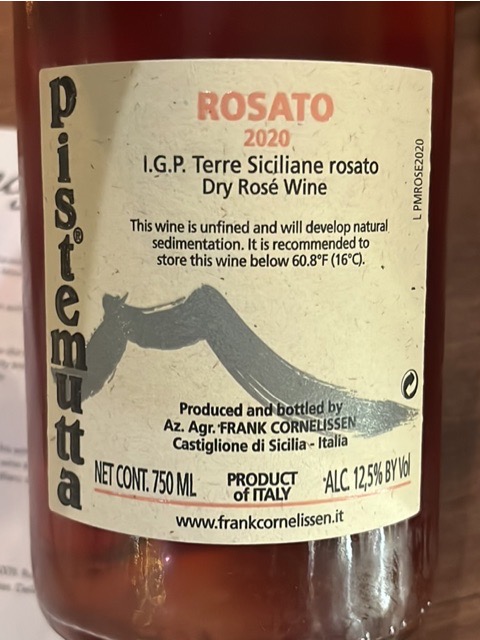 pistemutta®
ROSATO
2020
I.G.P. Terre Siciliane rosato
Dry Rosé Wine
This wine is unfined and will develop natural
sedimentation. It is recommended to
store this wine below 60.8°F (16°C).
L PMROSE2020
Produced and bottled by
Az. Agr. FRANK CORNELISSEN
Castiglione di Sicilia - Italia
NET CONT. 750 ML
PRODUCT
of ITALY
ALC. 12,5% BY Vol
www.frankcornelissen.it